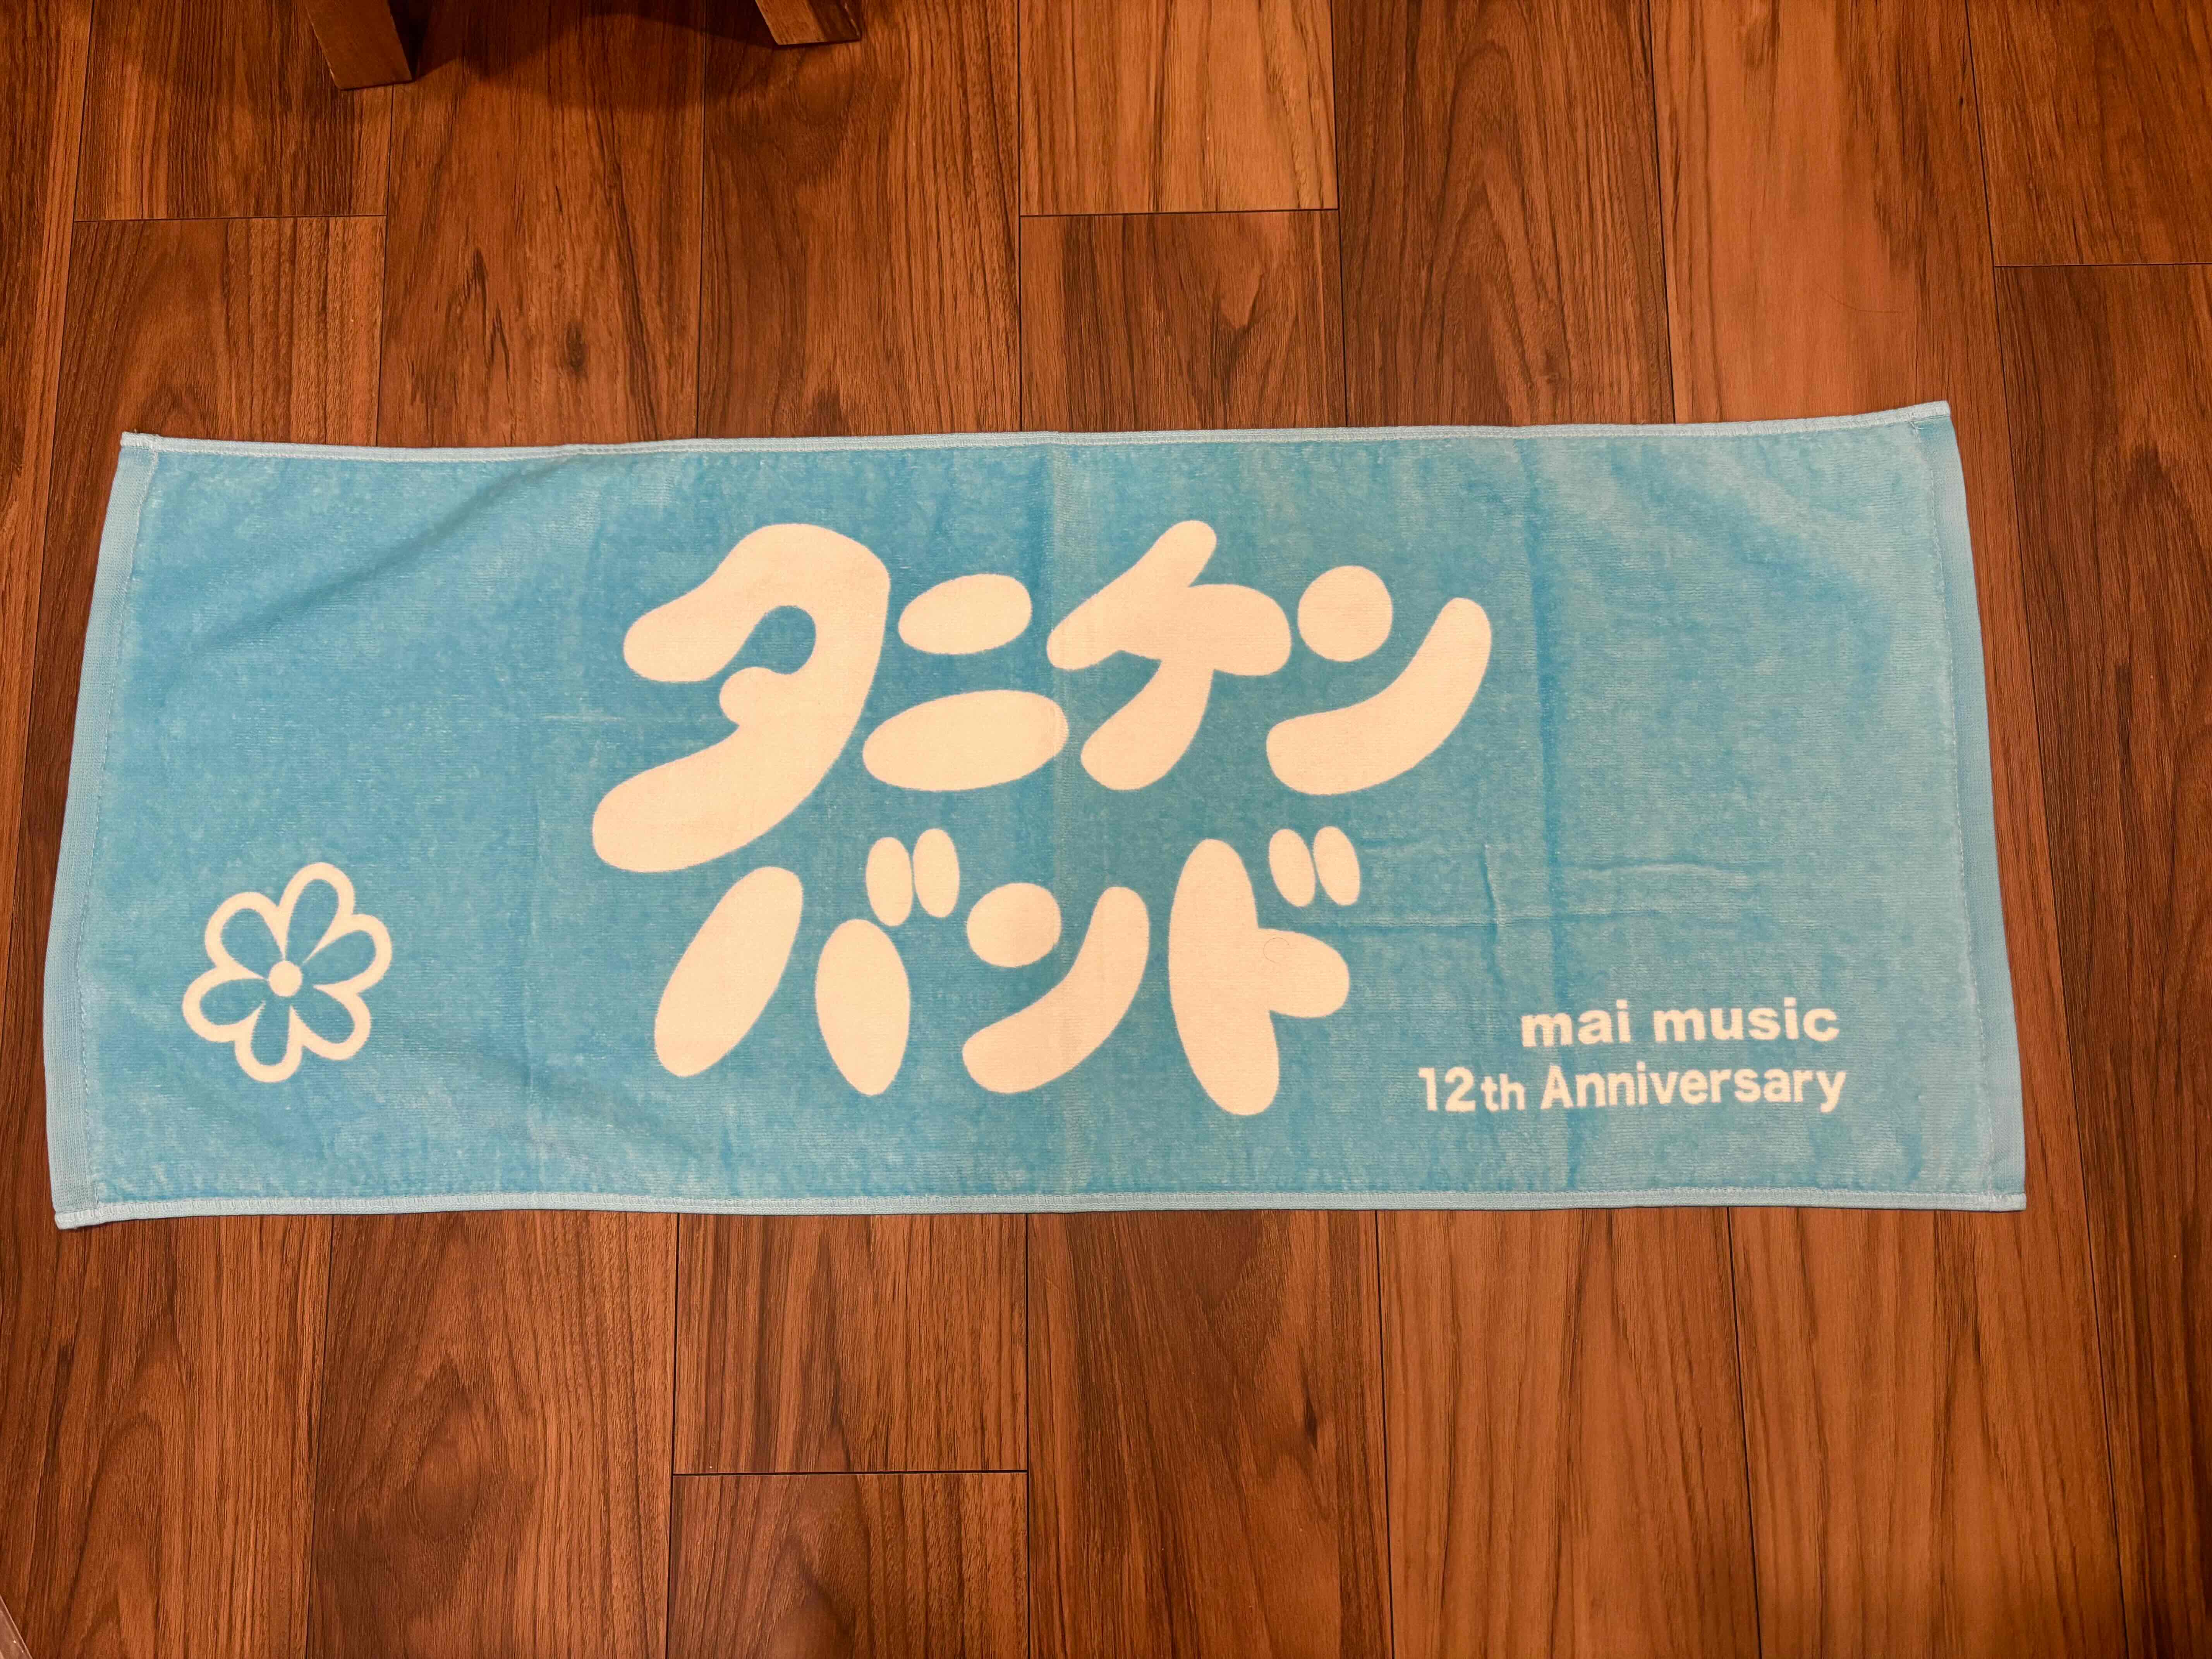 タニケン
バンド
mai music
12th Anniversary